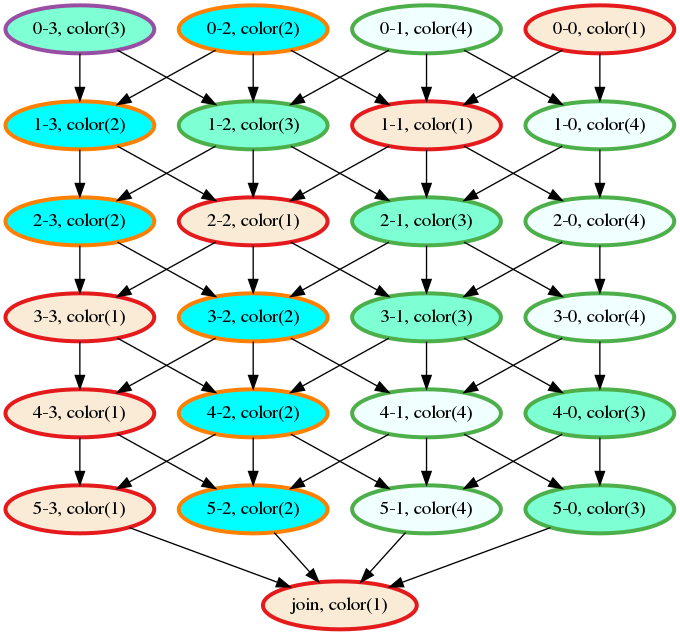 0-3, color(3)
0-2, color(2)
0-1, color(4)
0-0, color(1)
1-3, color(2)
1-2, color(3)
1-1, color(1)
1-0, color(4)
2-3, color(2)
2-2, color(1)
2-1, color(3)
2-0, color(4)
3-3, color(1)
3-2, color(2)
3-1, color(3)
3-0, color(4)
4-3, color(1)
4-2, color(2)
4-1, color(4)
4-0, color(3)
5-3, color(1)
5-2, color(2)
5-1, color(4)
5-0, color(3)
join, color(1)